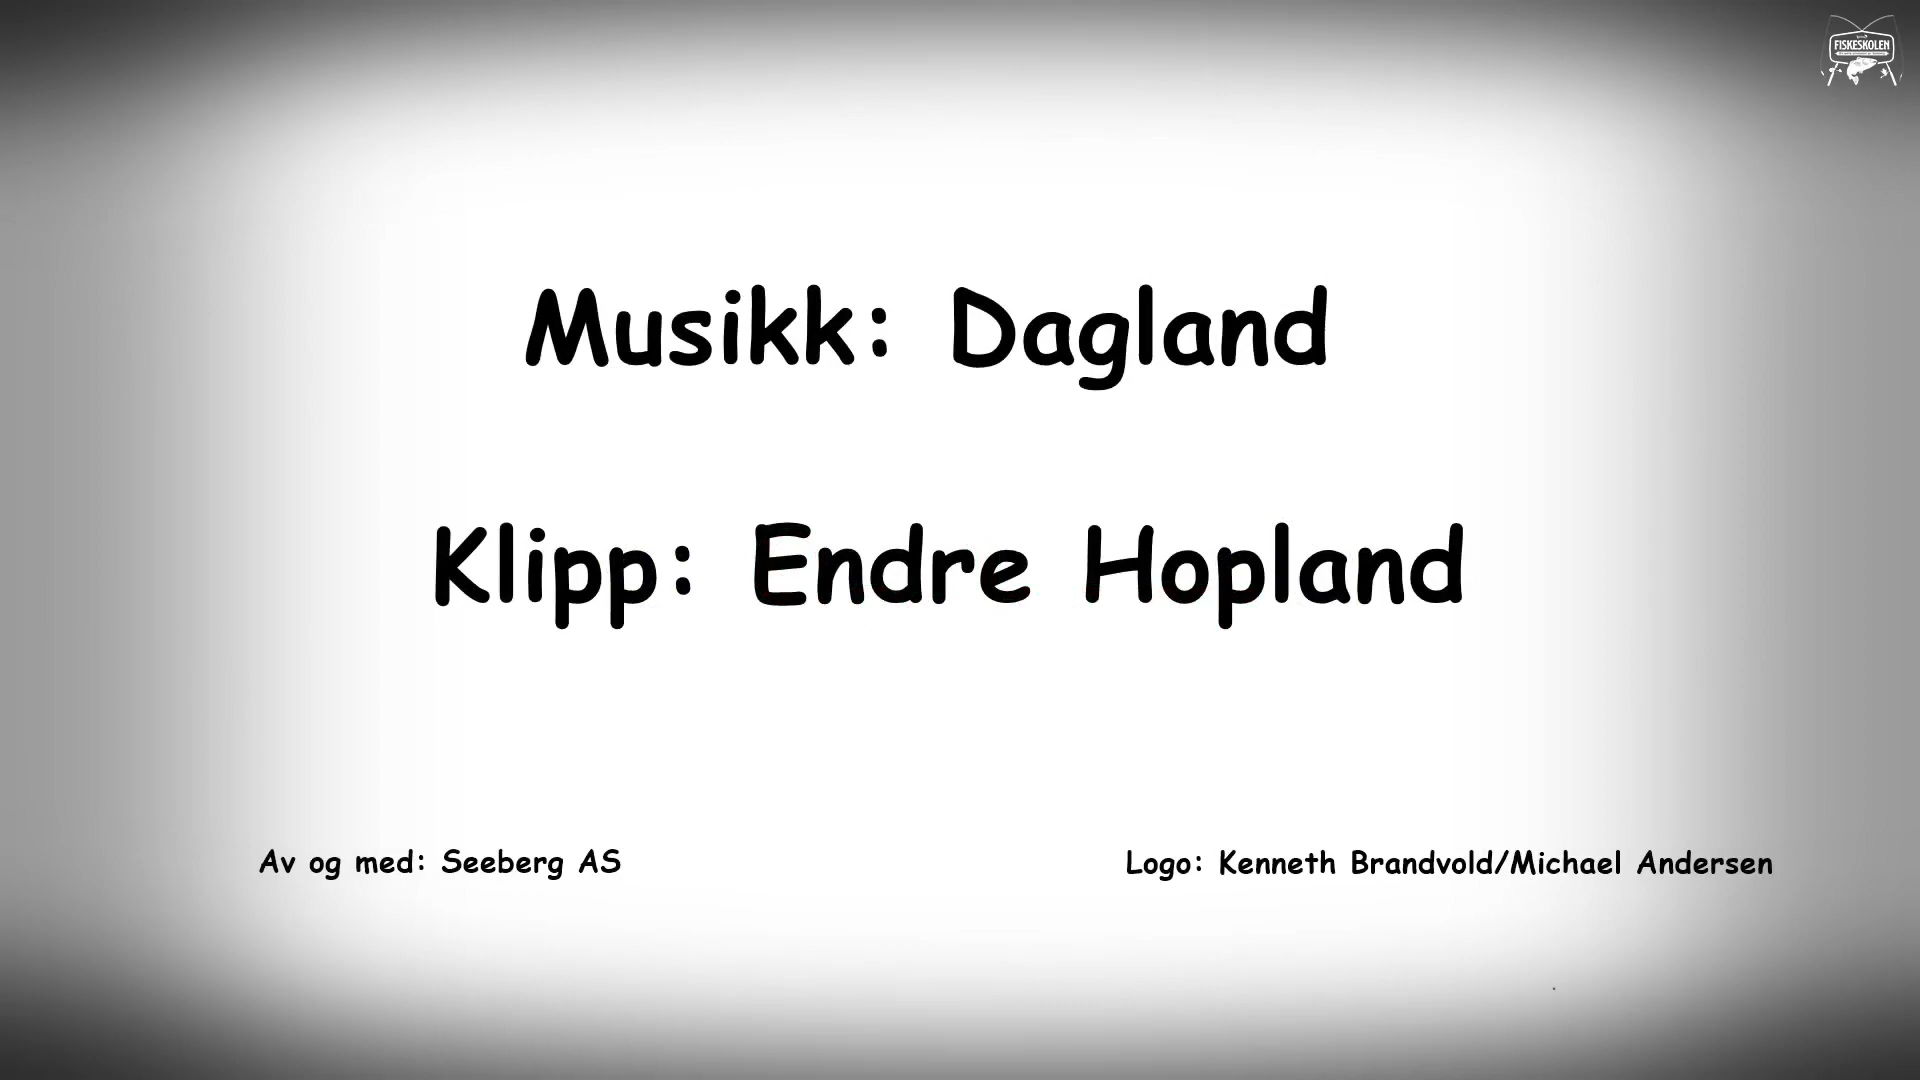 FISKESKOLEN
Musikk: Dagland
Klipp: Endre Hopland
Av og med: Seeberg AS
Logo: Kenneth Brandvold/Michael Andersen